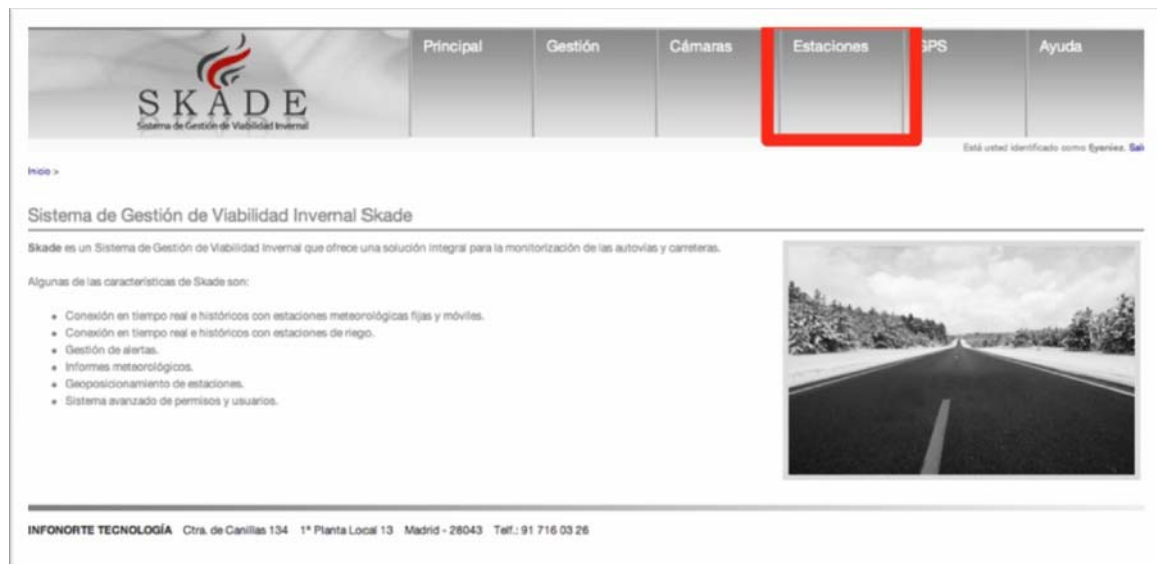 Principal Gestión Cámaras Estaciones GPS Ayuda
SKADE
Sistema de Gestión de Viabilidad Invernal
Está usted identificado como fjyeniez. Sali
Inicio >
Sistema de Gestión de Viabilidad Invernal Skade
Skade es un Sistema de Gestión de Viabilidad Invernal que ofrece una solución integral para la monitorización de las autovías y carreteras.
Algunas de las características de Skade son:
Conexión en tiempo real e históricos con estaciones meteorológicas fijas y móviles.
Conexión en tiempo real e históricos con estaciones de riego.
Gestión de alertas.
Informes meteorológicos.
Geoposicionamiento de estaciones.
Sistema avanzado de permisos y usuarios.
INFONORTE TECNOLOGÍA Ctra. de Canillas 134 1ª Planta Local 13 Madrid - 28043 Telf.: 91 716 03 26